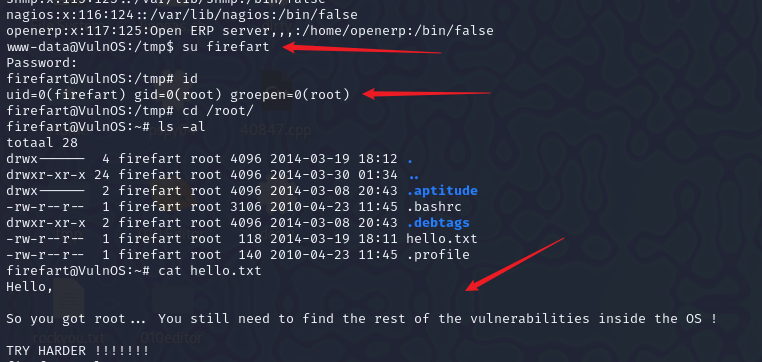 snmp:x:115:123::/var/lib/snmp:/bin/false
nagios:x:116:124::/var/lib/nagios:/bin/false
openerp:x:117:125:Open ERP server,,,:/home/openerp:/bin/false
www-data@VulnOS:/tmp$ su firefart
Password:
firefart@VulnOS:/tmp# id
uid=0(firefart) gid=0(root) groepen=0(root)
firefart@VulnOS:/tmp# cd /root/
firefart@VulnOS:~# ls -al
40847.cpp
totaal 28
drwx------ 4 firefart root 4096 2014-03-19 18:12 .
drwxr-xr-x 24 firefart root 4096 2014-03-30 01:34 ..
drwx------ 2 firefart root 4096 2014-03-08 20:43 .aptitude
-rw-r--r-- 1 firefart root 3106 2010-04-23 11:45 .bashrc
drwxr-xr-x 2 firefart root 4096 2014-03-08 20:43 .debtags
-rw-r--r-- 1 firefart root 118 2014-03-19 18:11 hello.txt
-rw-r--r-- 1 firefart root 140 2010-04-23 11:45 .profile
firefart@VulnOS:~# cat hello.txt
Hello,
So you got root... You still need to find the rest of the vulnerabilities inside the OS !
010editor
TRY HARDER !!!!!!!